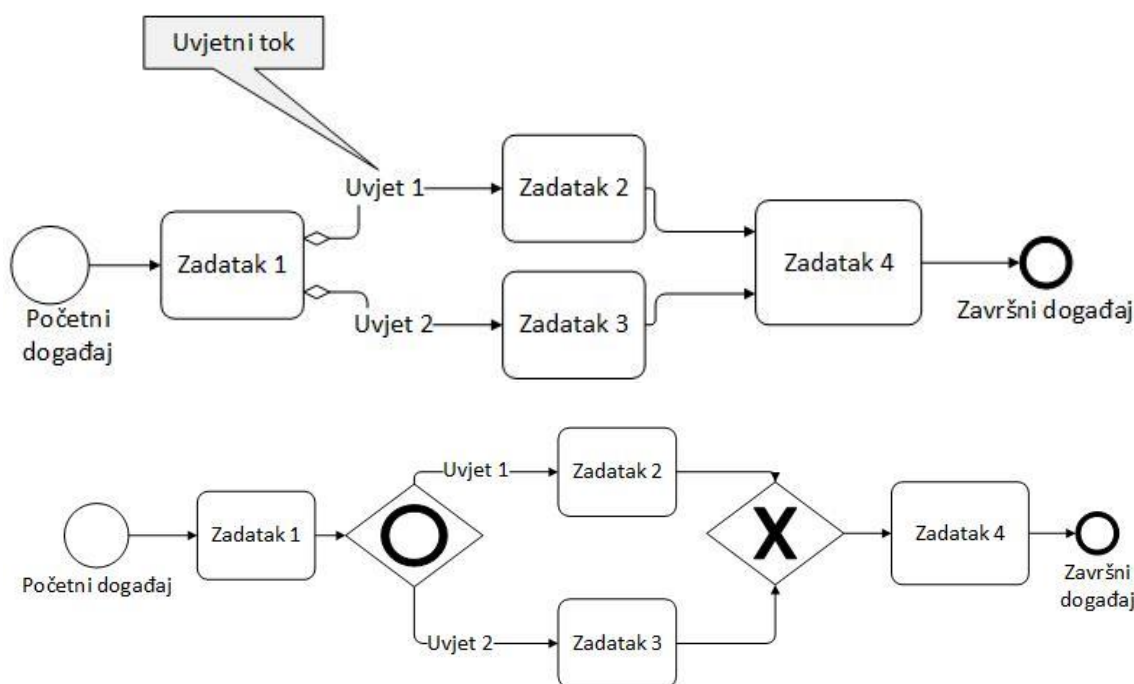 Uvjetni tok
Uvjet 1
Zadatak 2
Zadatak 1
Zadatak 4
Početni
događaj
Uvjet 2
Zadatak 3
Završni događaj
Uvjet 1
Zadatak 2
Zadatak 1
X
Zadatak 4
Početni događaj
Završni
događaj
Uvjet 2
Zadatak 3